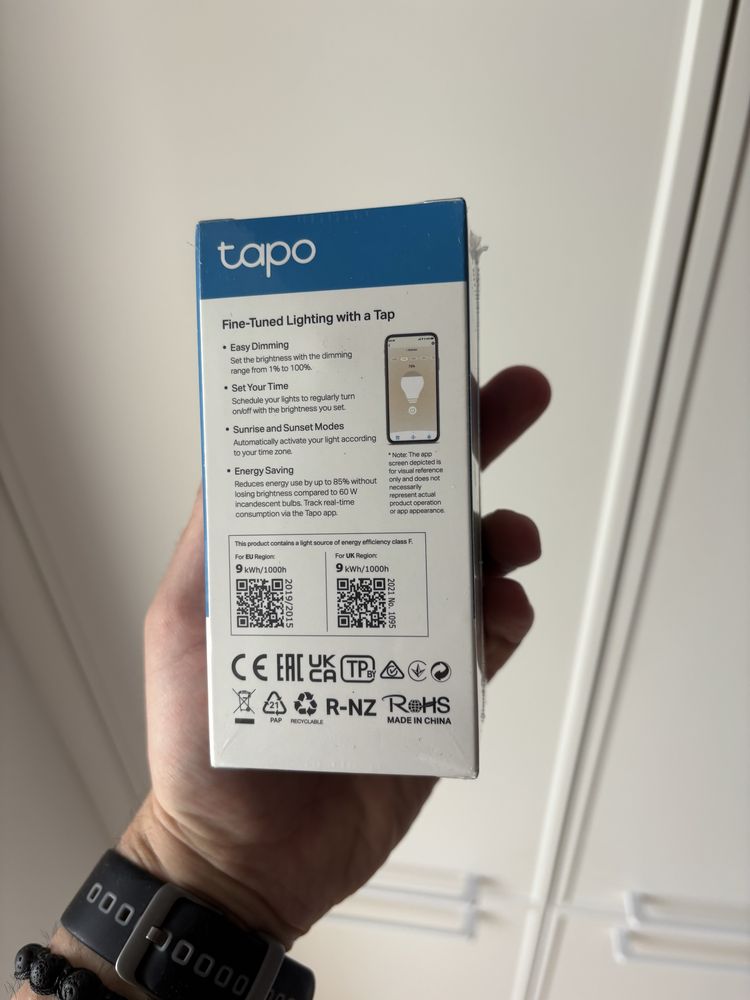 tapo
Fine-Tuned Lighting with a Tap
• Easy Dimming
Set the brightness with the dimming
range from 1% to 100%.
• Set Your Time
Schedule your lights to regularly turn
on/off with the brightness you set.
• Sunrise and Sunset Modes
Automatically activate your light according
to your time zone.
• Energy Saving
Reduces energy use by up to 85% without
losing brightness compared to 60 W
incandescent bulbs. Track real-time
consumption via the Tapo app.
* Note: The app
screen depicted is
for visual reference
only and does not
necessarily
represent actual
product operation
or app appearance.
This product contains a light source of energy efficiency class F.
For EU Region:
9 kWh/1000h
2019/2015
For UK Region:
9 kWh/1000h
2021 No. 1095
CE EAC UK
CA TP BY
21
PAP
RECYCLABLE
R-NZ
RoHS
MADE IN CHINA